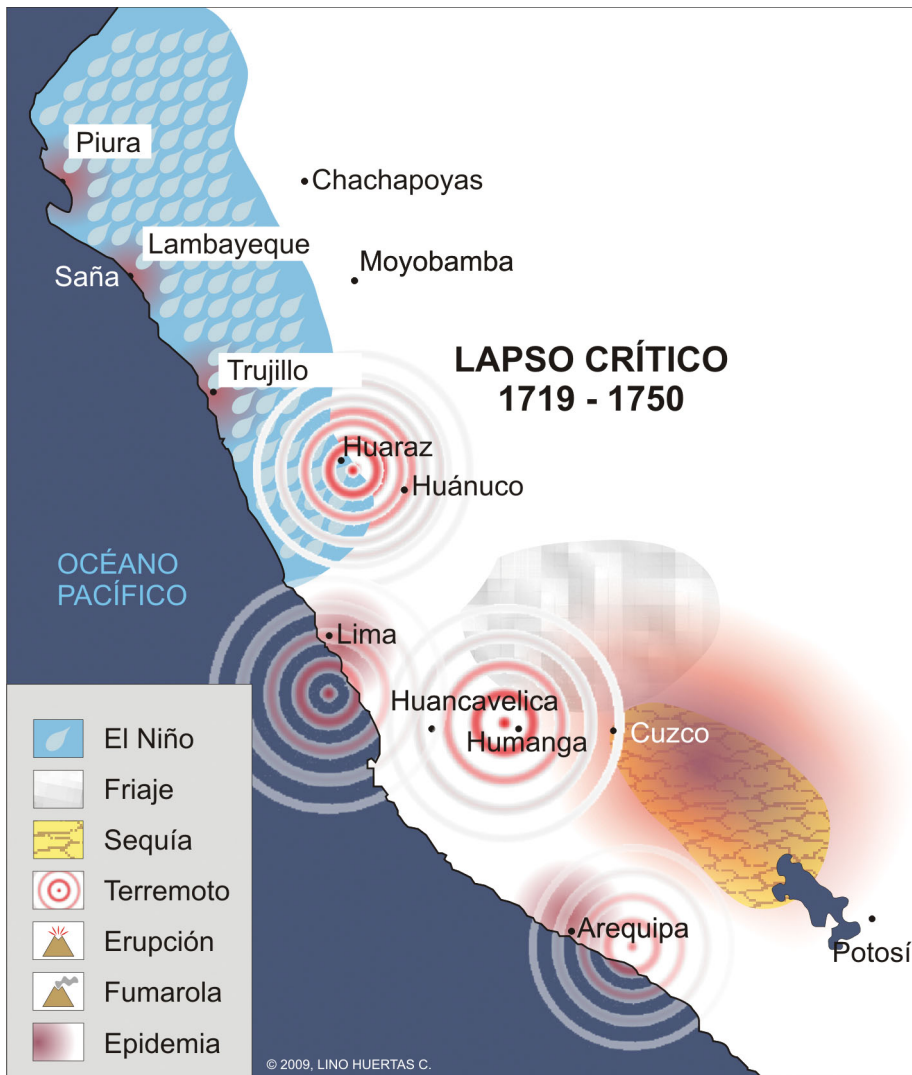 Piura
Chachapoyas
Lambayeque
Saña
Moyobamba
LAPSO CRÍTICO
1719 - 1750
Trujillo
Huaraz
Huánuco
OCÉANO
PACÍFICO
Lima
Huancavelica
Humanga
Cuzco
Arequipa
Potosí
El Niño
Friaje
Sequía
Terremoto
Erupción
Fumarola
Epidemia
© 2009, LINO HUERTAS C.